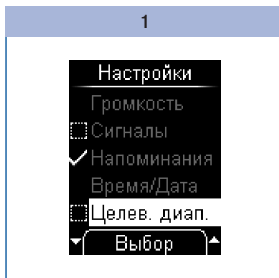 1
Настройки
Громкость
Сигналы
Напоминания
Время/Дата
Целев. диап.
Выбор